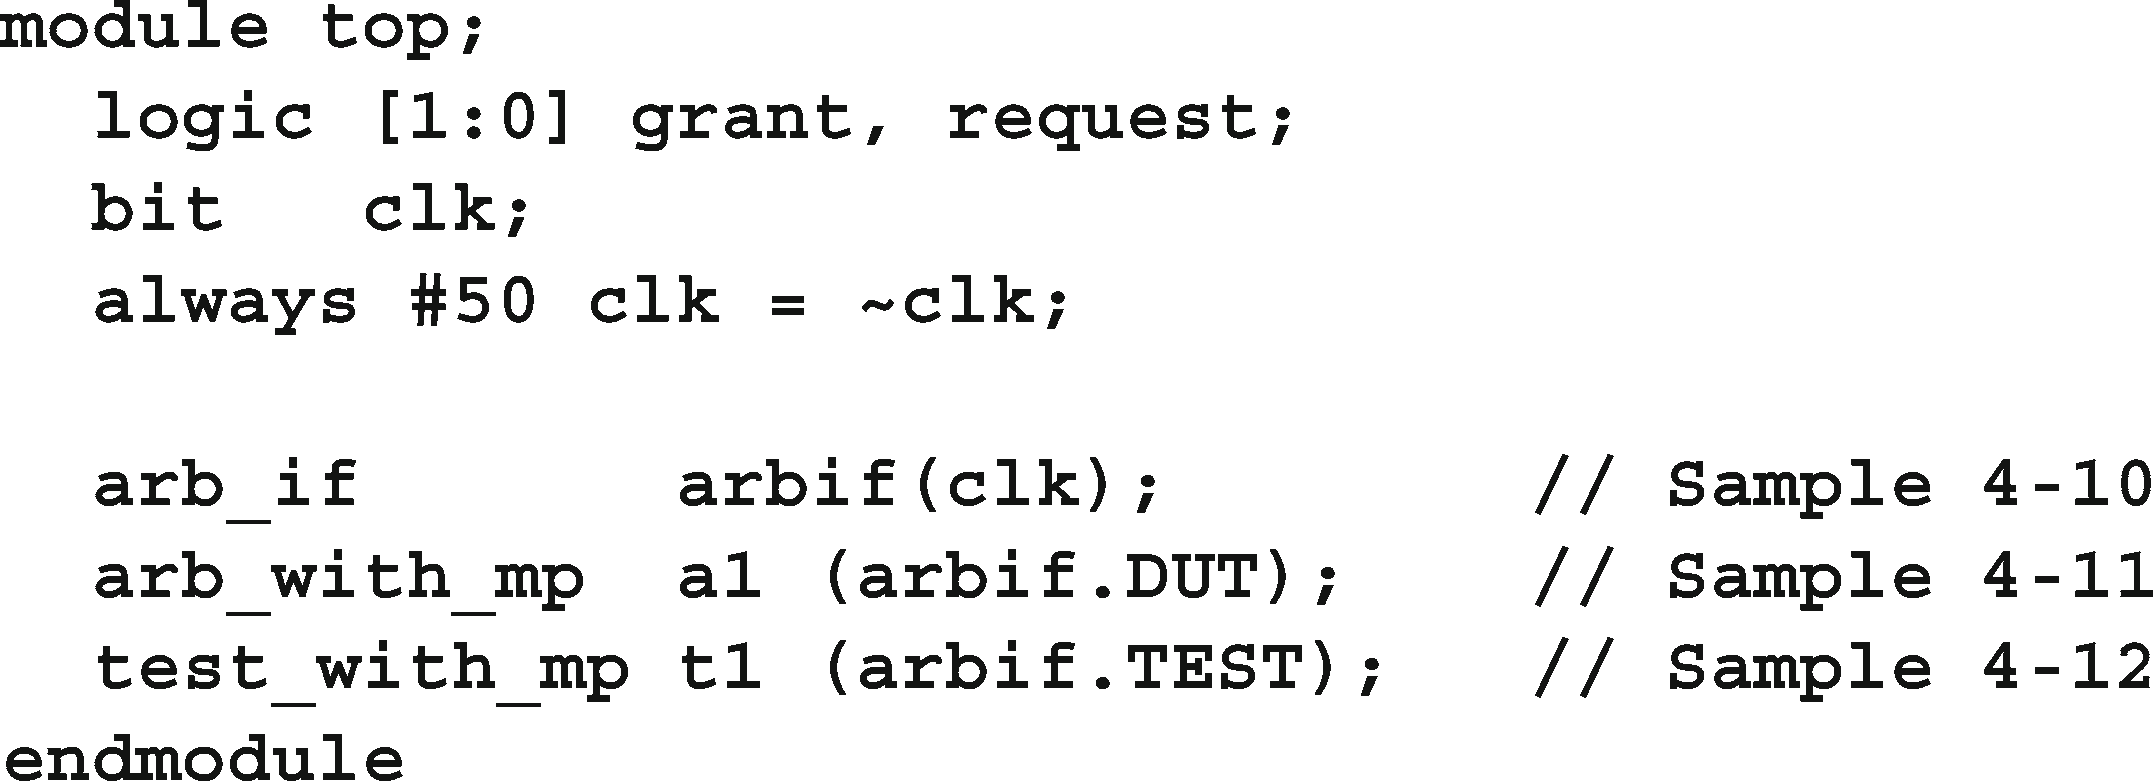 module top;
  logic [1:0] grant, request;
  bit   clk;
  always #50 clk = ~clk;

  arb_if       arbif(clk);        // Sample 4-10
  arb_with_mp  a1 (arbif.DUT);    // Sample 4-11
  test_with_mp t1 (arbif.TEST);   // Sample 4-12
endmodule